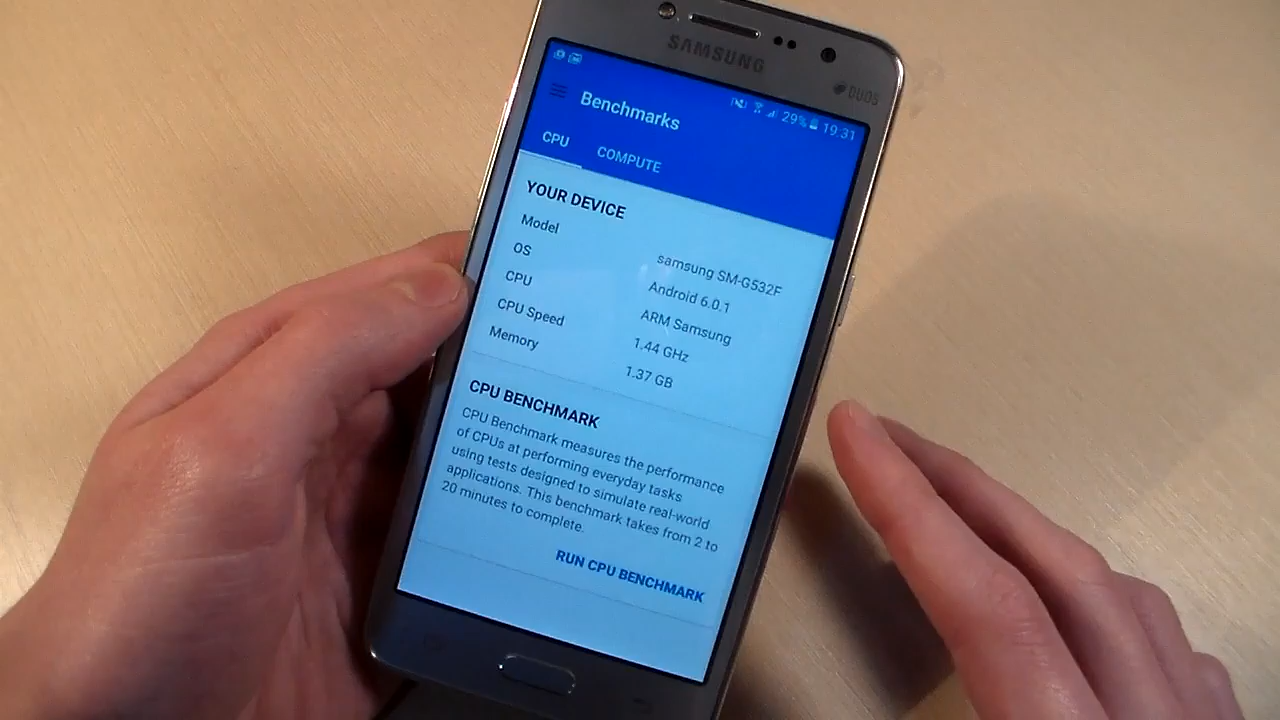 SAMSUNG
DUOS
29% 19:31
Benchmarks
CPU COMPUTE
YOUR DEVICE
Model samsung SM-G532F
OS Android 6.0.1
CPU ARM Samsung
CPU Speed 1.44 GHz
Memory 1.37 GB
CPU BENCHMARK
CPU Benchmark measures the performance
of CPUs at performing everyday tasks
using tests designed to simulate real-world
applications. This benchmark takes from 2 to
20 minutes to complete.
RUN CPU BENCHMARK